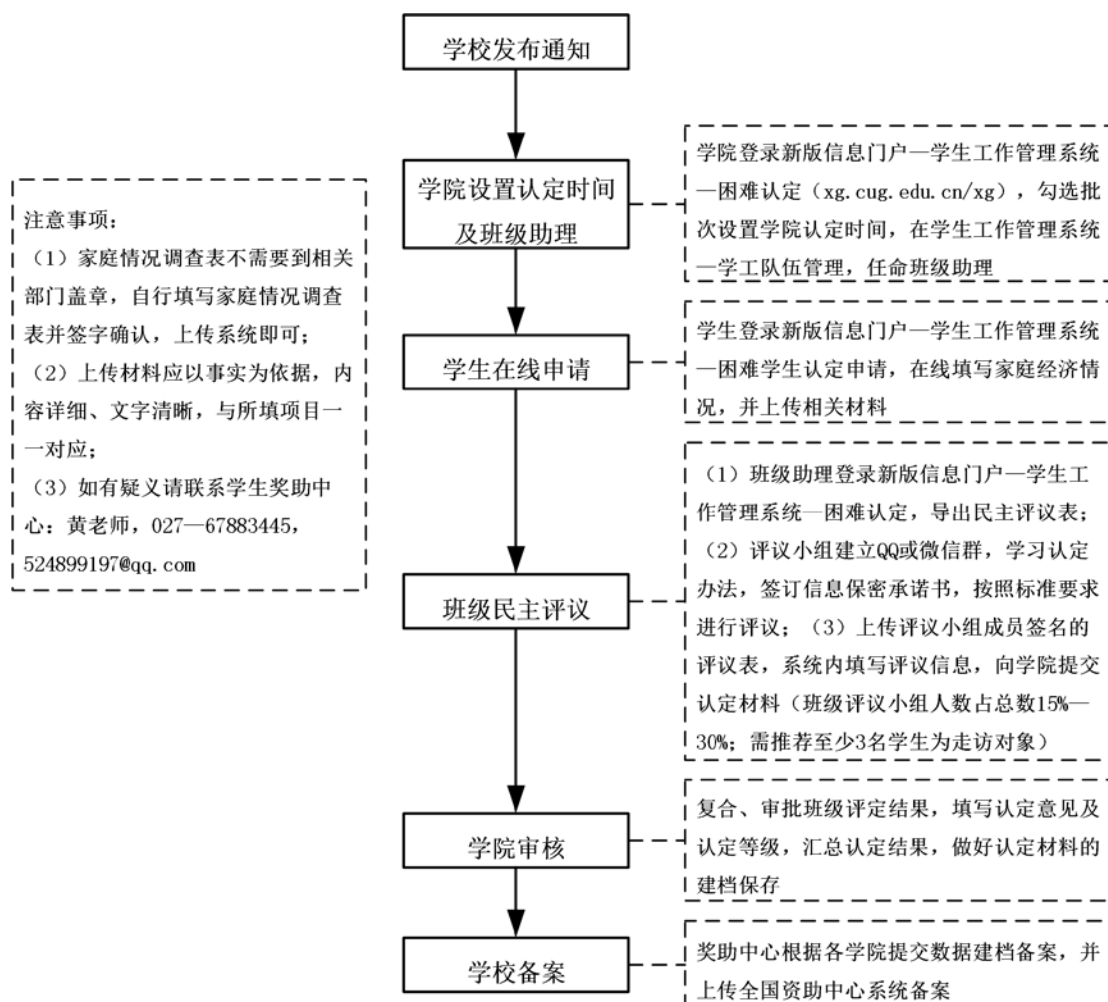 学校发布通知
学院设置认定时间
及班级助理
学院登录新版信息门户—学生工作管理系统
—困难认定（xg.cug.edu.cn/xg），勾选批
次设置学院认定时间，在学生工作管理系统
—学工队伍管理，任命班级助理
注意事项：
（1）家庭情况调查表不需要到相关
部门盖章，自行填写家庭情况调查
表并签字确认，上传系统即可；
（2）上传材料应以事实为依据，内
容详细、文字清晰，与所填项目一
一对应；
（3）如有疑义请联系学生奖助中
心：黄老师，027—67883445，
524899197@qq.com
学生在线申请
学生登录新版信息门户—学生工作管理系统
—困难学生认定申请，在线填写家庭经济情
况，并上传相关材料
班级民主评议
（1）班级助理登录新版信息门户—学生工
作管理系统—困难认定，导出民主评议表；
（2）评议小组建立QQ或微信群，学习认定
办法，签订信息保密承诺书，按照标准要求
进行评议；（3）上传评议小组成员签名的
评议表，系统内填写评议信息，向学院提交
认定材料（班级评议小组人数占总数15%—
30%；需推荐至少3名学生为走访对象）
学院审核
复合、审批班级评定结果，填写认定意见及
认定等级，汇总认定结果，做好认定材料的
建档保存
学校备案
奖助中心根据各学院提交数据建档备案，并
上传全国资助中心系统备案